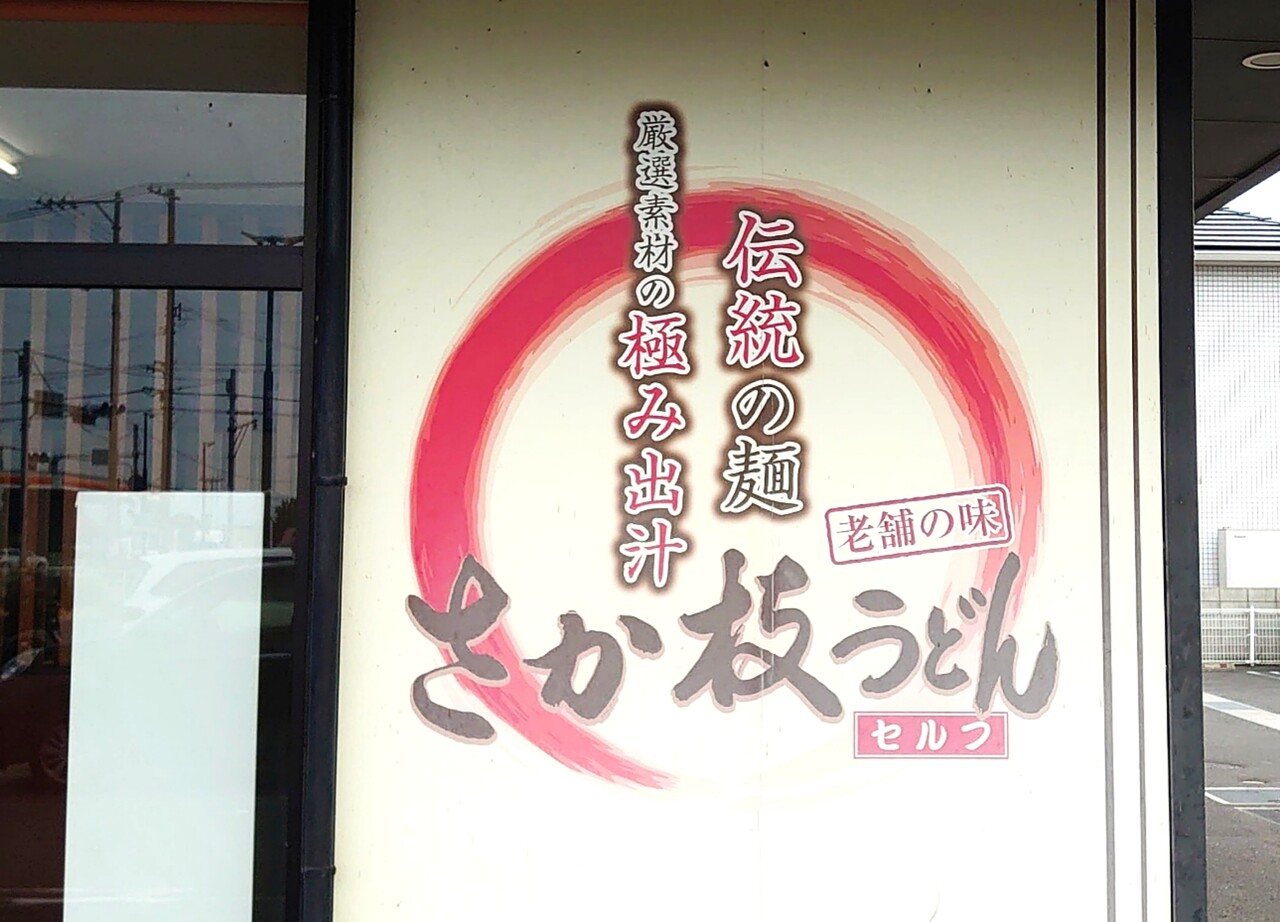 伝統の麺
厳選素材の極み出汁
老舗の味
さか枝うどん
セルフ